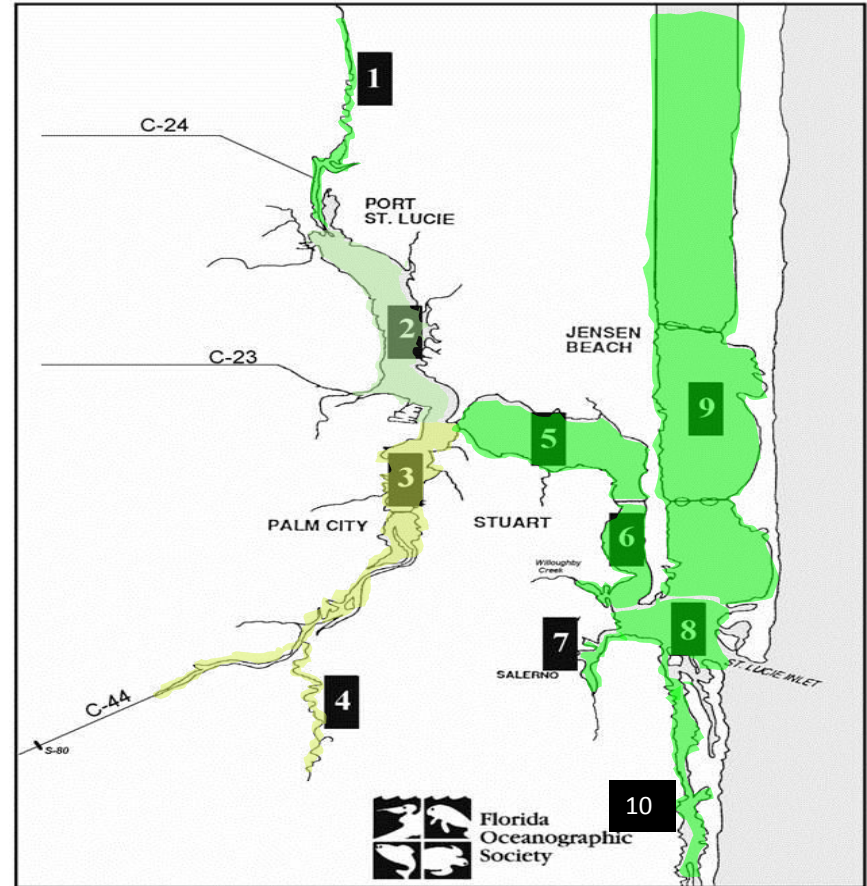 1
C-24
PORT
ST. LUCIE
2
JENSEN
BEACH
C-23
9
5
3
PALM CITY
STUART
6
Willoughby
Creek
7
8
SALERNO
ST. LUCIE INLET
4
C-44
S-80
10
Florida
Oceanographic
Society